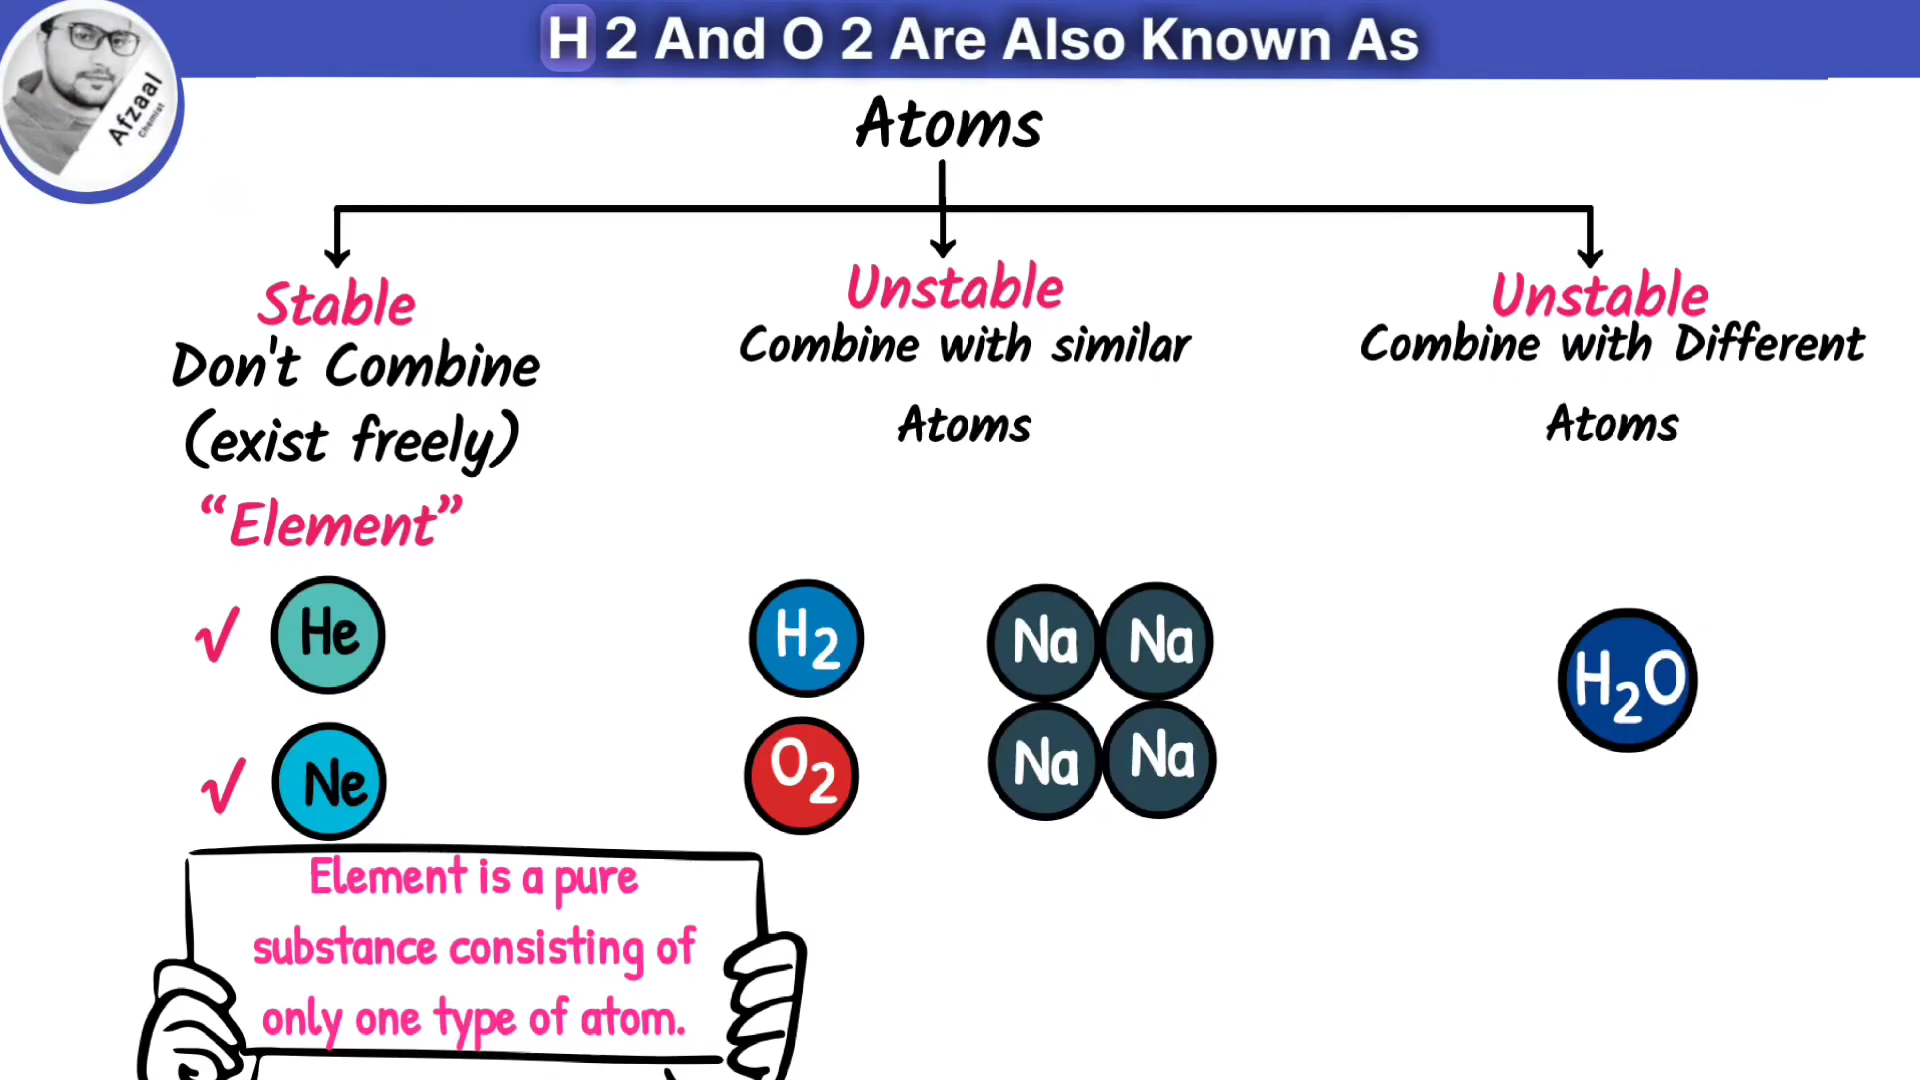 H 2 And O 2 Are Also Known As
Afzaal
Chemist
Atoms
Stable
Don't Combine
(exist freely)
“Element”
Unstable
Combine with similar
Atoms
Unstable
Combine with Different
Atoms
√ He
√ Ne
H₂
O₂
Na Na
Na Na
H₂O
Element is a pure
substance consisting of
only one type of atom.